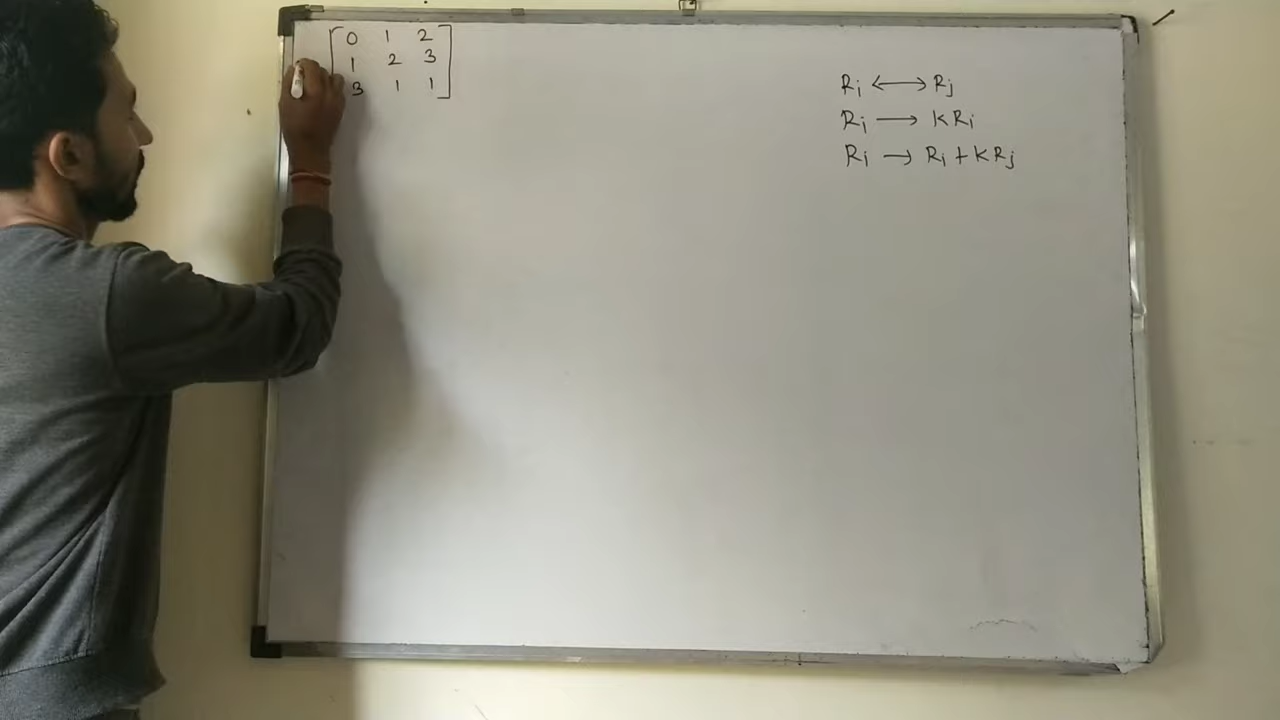 0 1 2
1 2 3
3 1 1
Ri ⟷ Rj
Ri ⟶ kRi
Ri → Ri + kRj